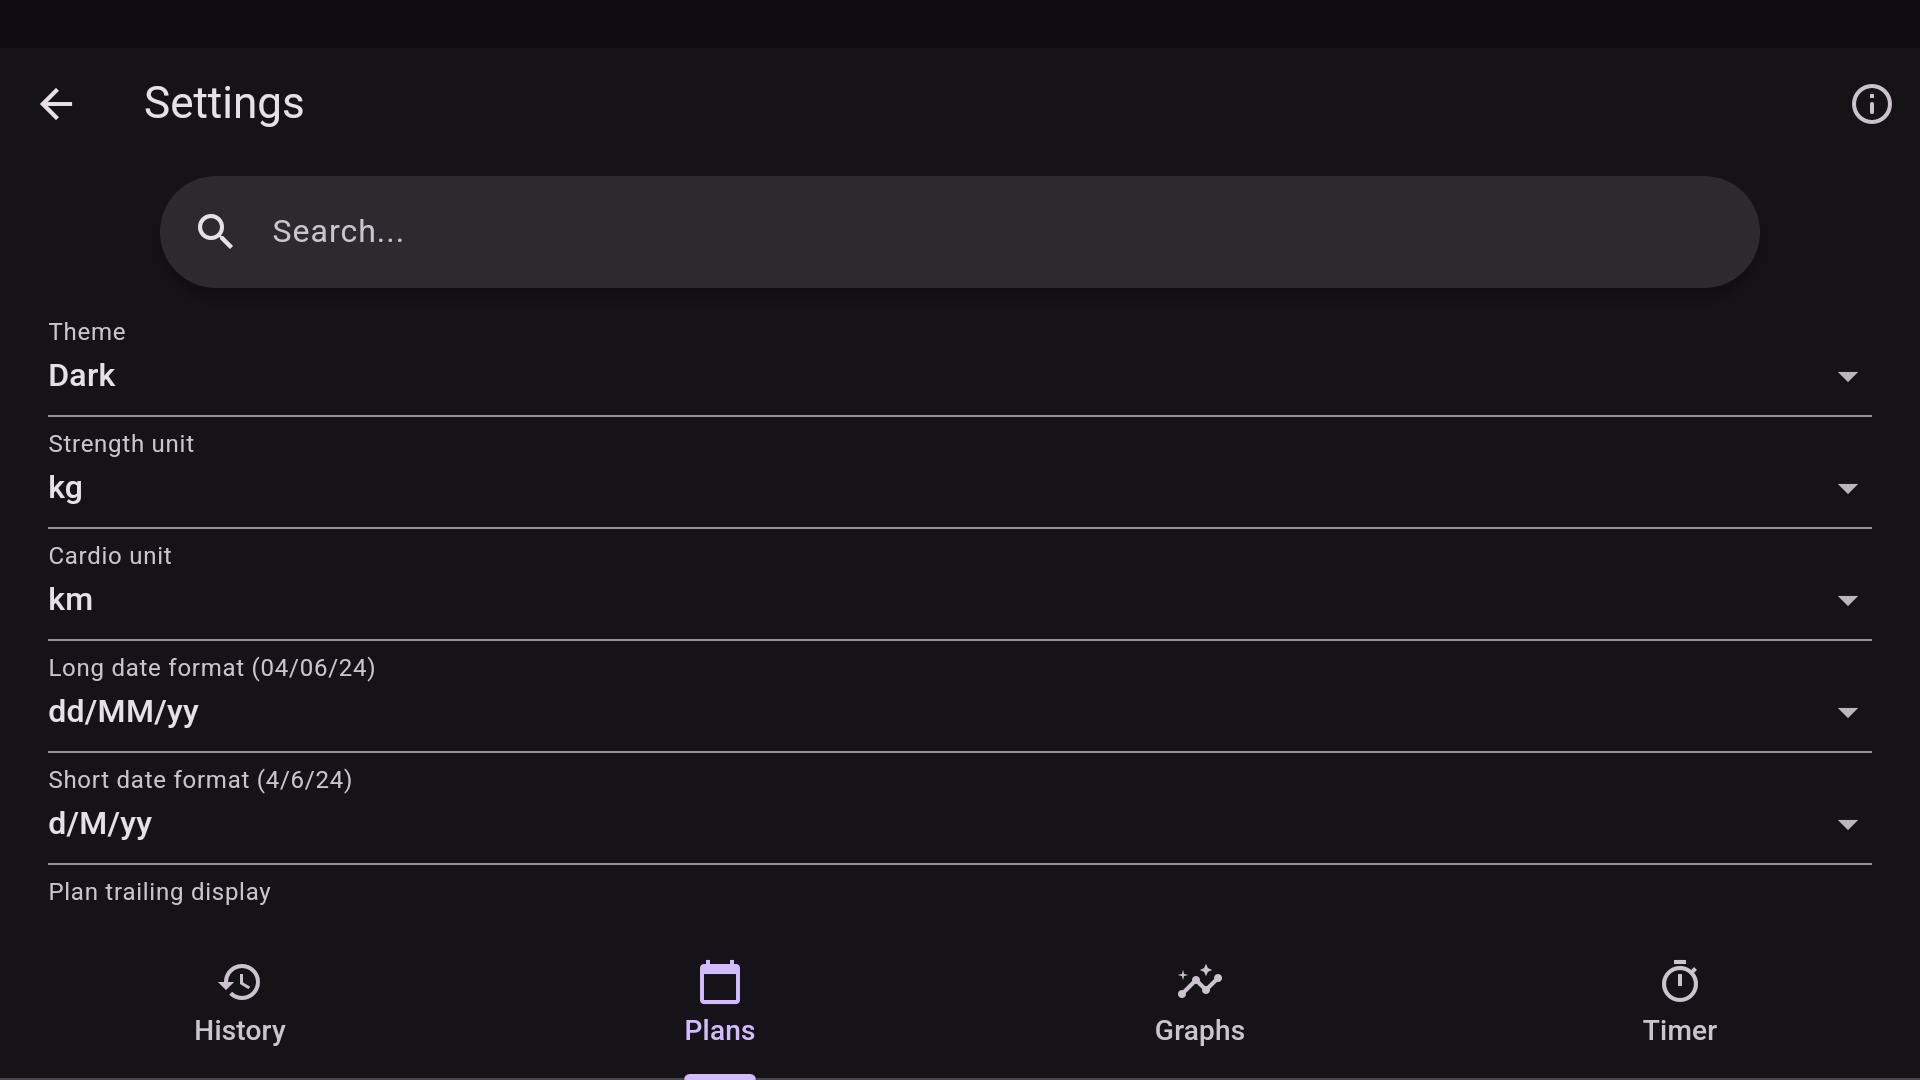 Settings
Search...
Theme
Dark
Strength unit
kg
Cardio unit
km
Long date format (04/06/24)
dd/MM/yy
Short date format (4/6/24)
d/M/yy
Plan trailing display
History
Plans
Graphs
Timer